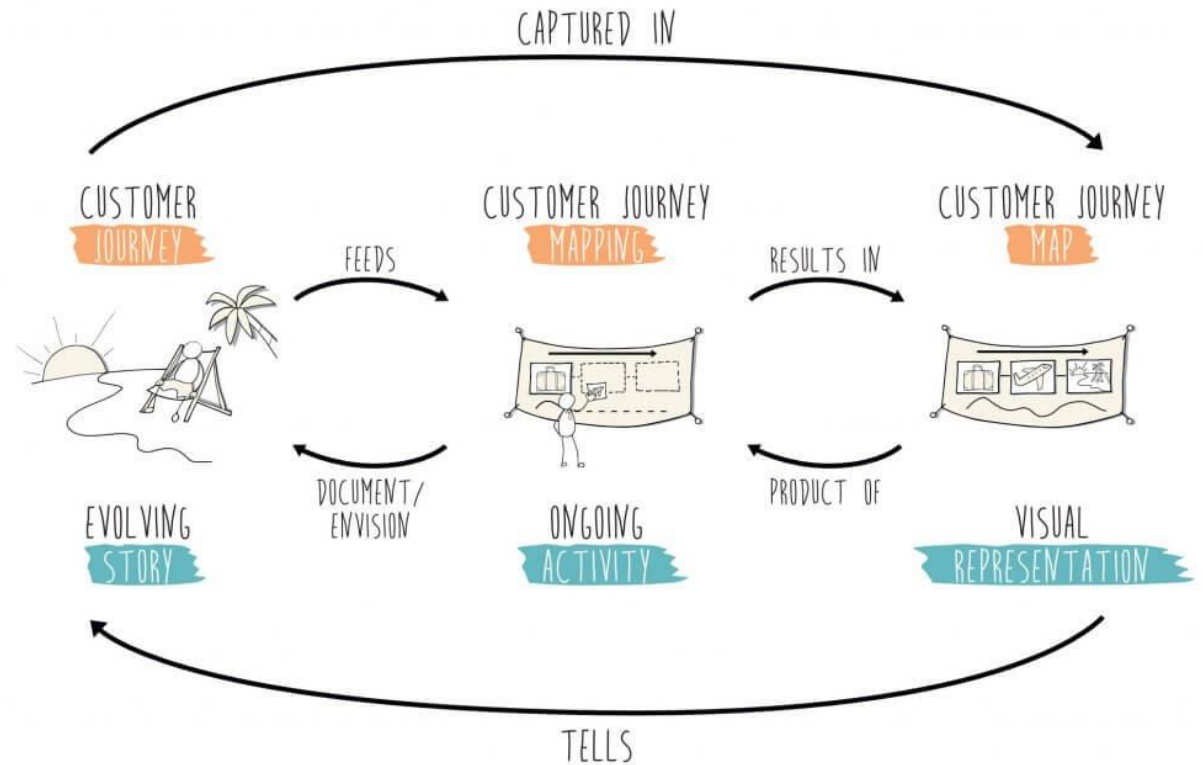 CAPTURED IN
CUSTOMER
JOURNEY
CUSTOMER JOURNEY
MAPPING
CUSTOMER JOURNEY
MAP
FEEDS
RESULTS IN
DOCUMENT/
ENVISION
PRODUCT OF
EVOLVING
STORY
ONGOING
ACTIVITY
VISUAL
REPRESENTATION
TELLS